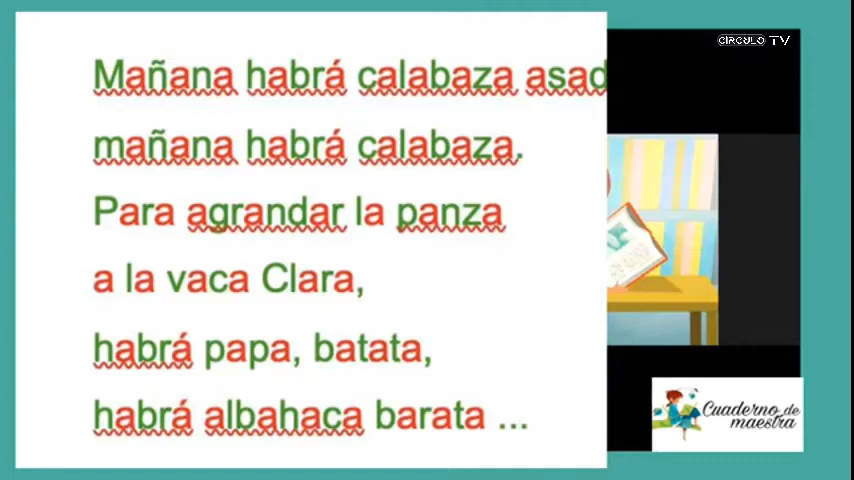 Mañana habrá calabaza asad
mañana habrá calabaza.
Para agrandar la panza
a la vaca Clara,
habrá papa, batata,
habrá albahaca barata ...
CÍRCULO TV
Cuaderno de
maestra